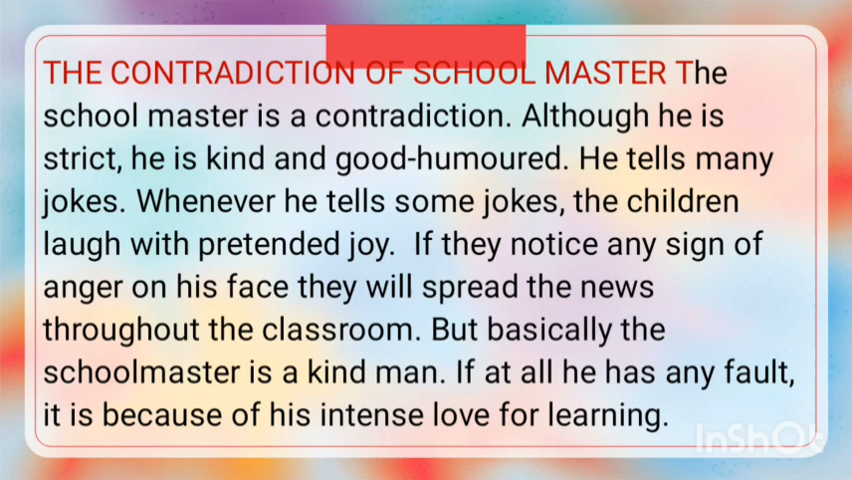 THE CONTRADICTION OF SCHOOL MASTER The
school master is a contradiction. Although he is
strict, he is kind and good-humoured. He tells many
jokes. Whenever he tells some jokes, the children
laugh with pretended joy.  If they notice any sign of
anger on his face they will spread the news
throughout the classroom. But basically the
schoolmaster is a kind man. If at all he has any fault,
it is because of his intense love for learning.
InShOt